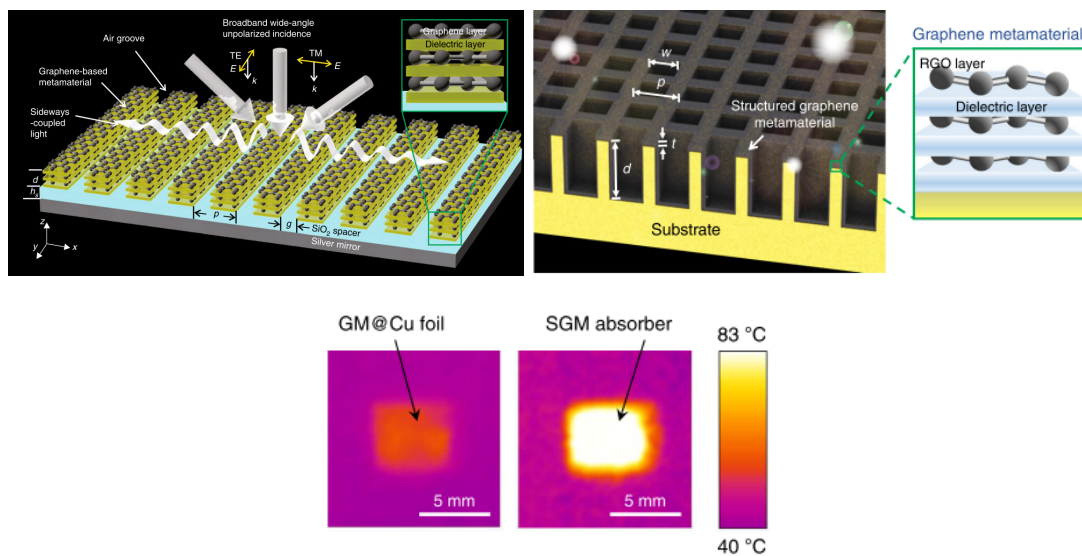 Broadband wide-angle
unpolarized incidence
Air groove
TE
E
k
TM
E
k
Graphene layer
Dielectric layer
Graphene-based
metamaterial
Sideways
-coupled
light
d
hs
p
g
SiO2 spacer
Silver mirror
z
y
x
w
p
Structured graphene
metamaterial
t
d
Substrate
Graphene metamaterial
RGO layer
Dielectric layer
GM@Cu foil
SGM absorber
83 °C
5 mm
5 mm
40 °C